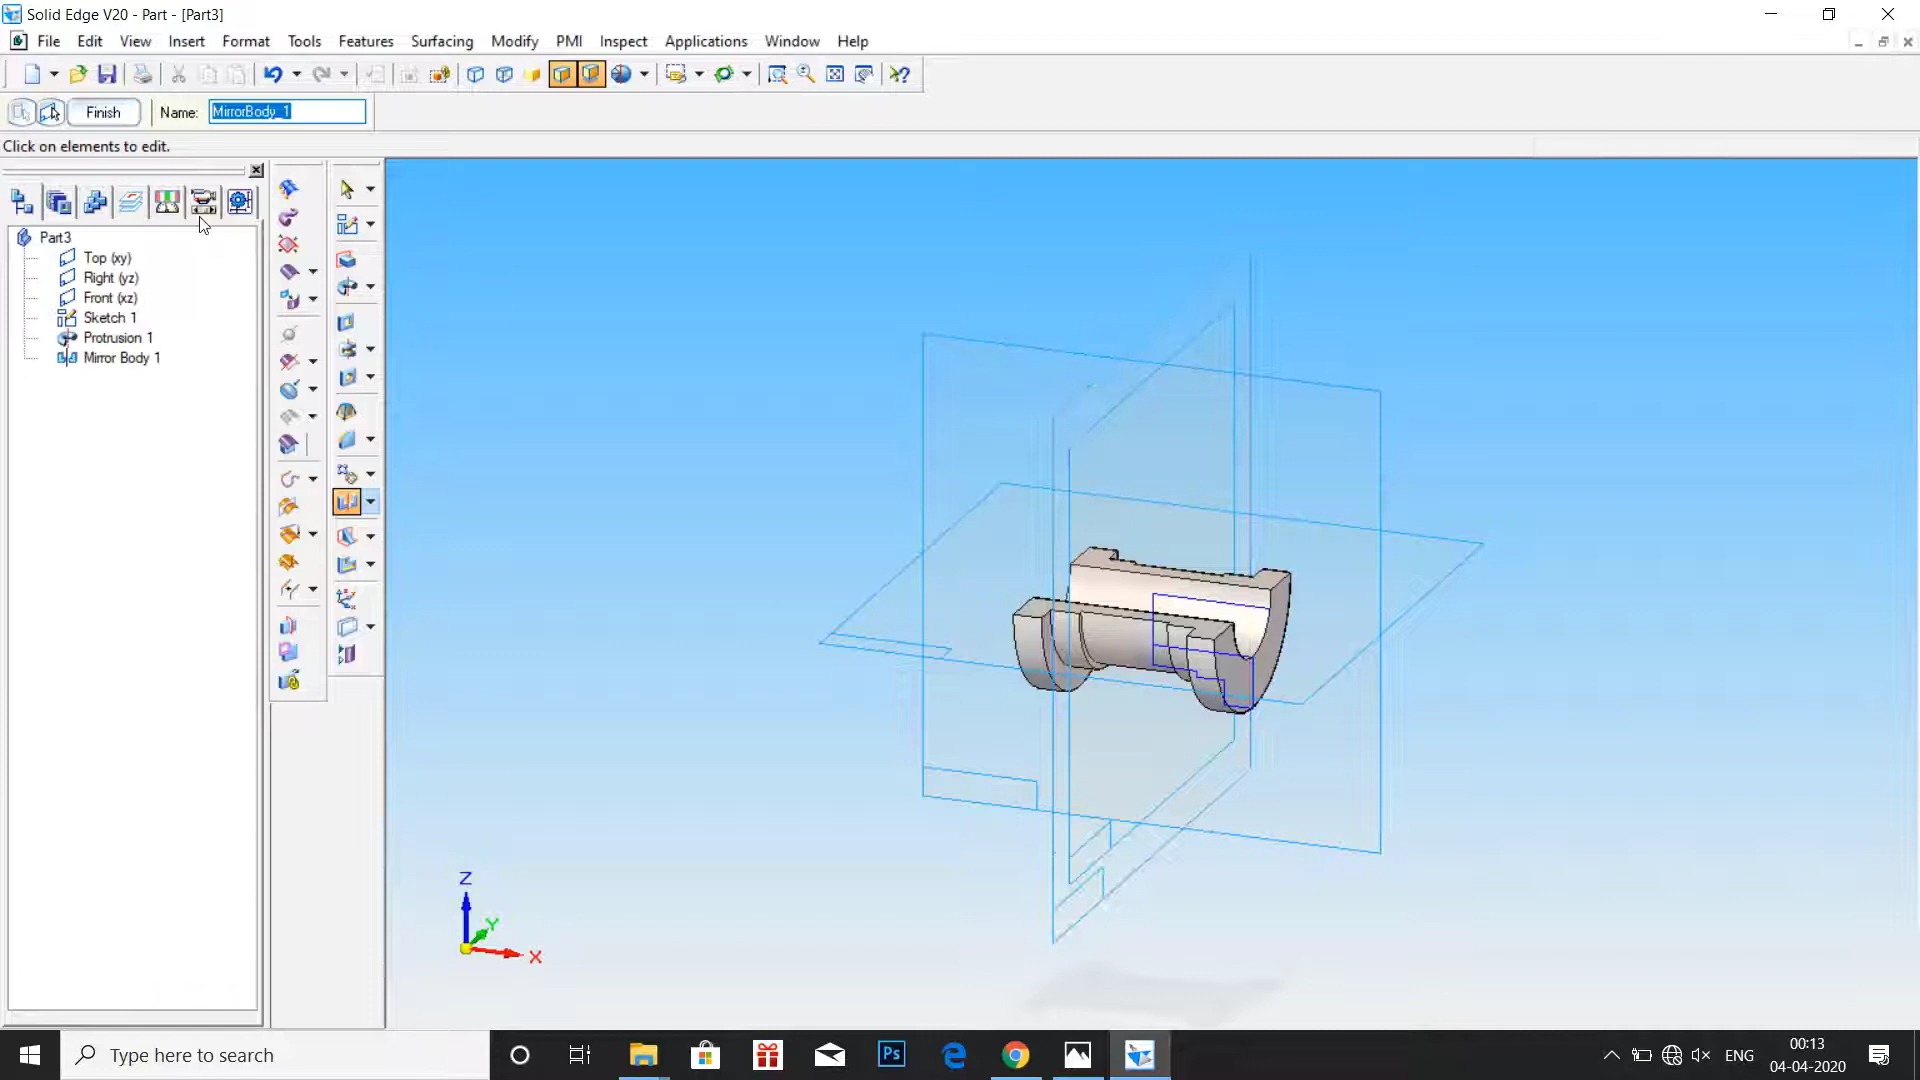 Solid Edge V20 - Part - [Part3]
File Edit View Insert Format Tools Features Surfacing Modify PMI Inspect Applications Window Help
Finish Name: MirrorBody_1
Click on elements to edit.
Part3
Top (xy)
Right (yz)
Front (xz)
Sketch 1
Protrusion 1
Mirror Body 1
Z
Y
X
Type here to search
Ps
ENG
00:13
04-04-2020